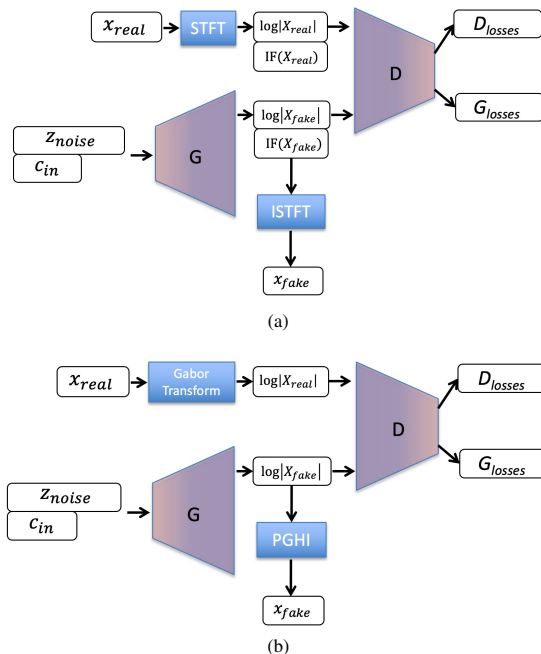 x_real
STFT
log|X_real|
IF(X_real)
D
D_losses
G_losses
z_noise
c_in
G
log|X_fake|
IF(X_fake)
ISTFT
x_fake
(a)
x_real
Gabor
Transform
log|X_real|
D
D_losses
G_losses
z_noise
c_in
G
log|X_fake|
PGHI
x_fake
(b)